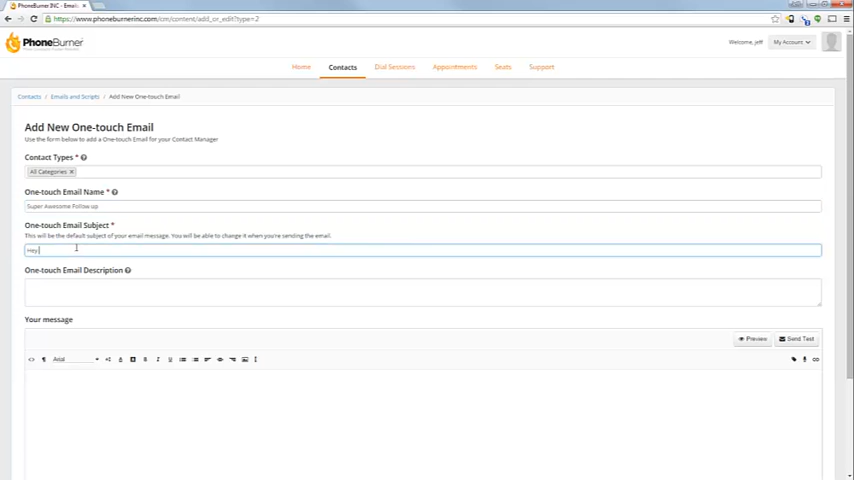 PhoneBurner INC - Email
https://www.phoneburnerinc.com/cm/content/add_or_edit?type=2
PhoneBurner
Welcome, Jeff
My Account
Home
Contacts
Dial Sessions
Appointments
Seats
Support
Contacts / Emails and Scripts / Add New One-touch Email
Add New One-touch Email
Use the form below to add a One-touch Email for your Contact Manager
Contact Types *
All Categories x
One-touch Email Name *
Super Awesome Follow up
One-touch Email Subject *
This will be the default subject of your email message. You will be able to change it when you're sending the email.
Hey
One-touch Email Description
Your message
Preview
Send Test
Arial